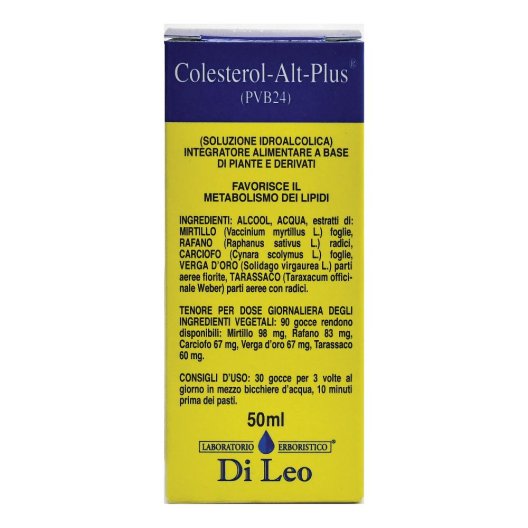 Colesterol-Alt-Plus®
(PVB24)
(SOLUZIONE IDROALCOLICA)
INTEGRATORE ALIMENTARE A BASE
DI PIANTE E DERIVATI
FAVORISCE IL
METABOLISMO DEI LIPIDI
INGREDIENTI: ALCOOL, ACQUA, estratti di:
MIRTILLO (Vaccinium myrtillus L.) foglie,
RAFANO (Raphanus sativus L.) radici,
CARCIOFO (Cynara scolymus L.) foglie,
VERGA D'ORO (Solidago virgaurea L.) parti
aeree fiorite, TARASSACO (Taraxacum offici-
nale Weber) parti aeree con radici.
TENORE PER DOSE GIORNALIERA DEGLI
INGREDIENTI VEGETALI: 90 gocce rendono
disponibili: Mirtillo 98 mg, Rafano 83 mg,
Carciofo 67 mg, Verga d'oro 67 mg, Tarassaco
60 mg.
CONSIGLI D'USO: 30 gocce per 3 volte al
giorno in mezzo bicchiere d'acqua, 10 minuti
prima dei pasti.
50ml
LABORATORIO ERBORISTICO®
Di Leo